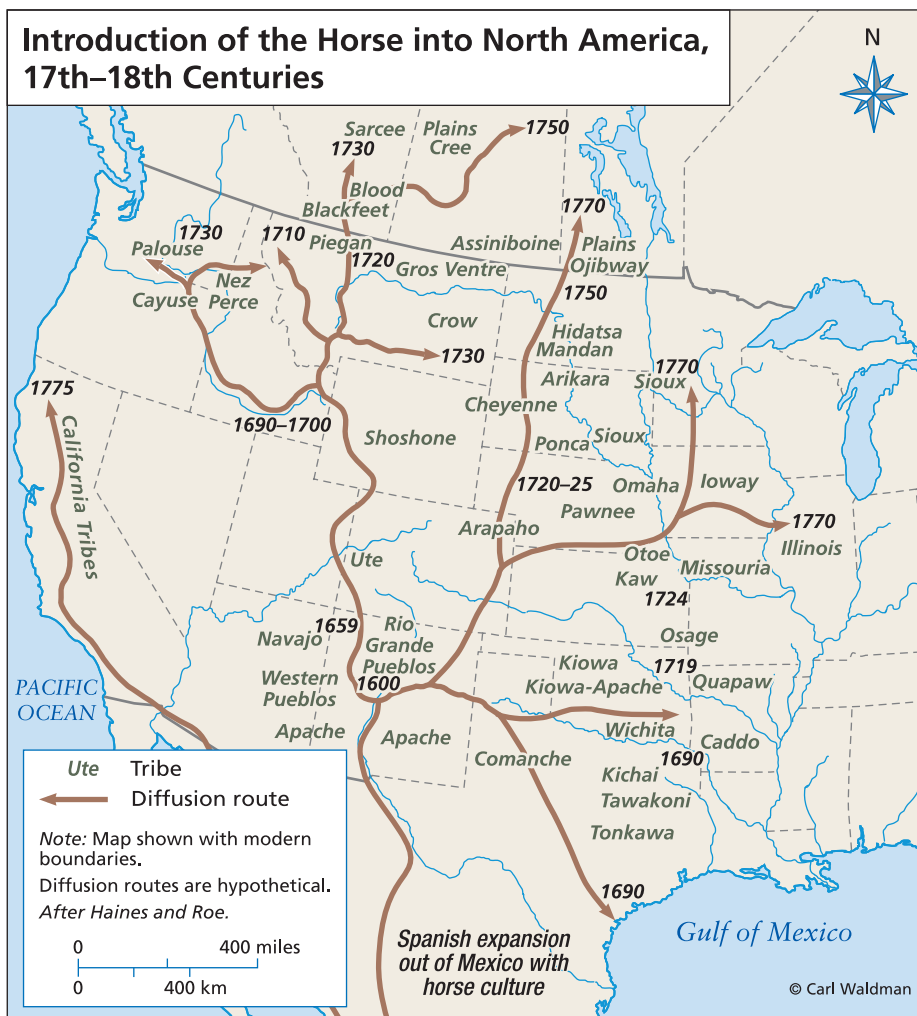 Introduction of the Horse into North America,
17th–18th Centuries
N
Sarcee
Plains
Cree
1750
1730
Blood
Blackfeet
1770
1730
1710
Piegan
Palouse
Assiniboine
Plains
Ojibway
1720
Gros Ventre
Nez
Perce
Cayuse
1750
Crow
Hidatsa
Mandan
1730
1770
Sioux
1775
Arikara
Cheyenne
1690–1700
Shoshone
Ponca
Sioux
California Tribes
1720–25
Omaha
Ioway
Pawnee
Arapaho
1770
Illinois
Otoe
Ute
Missouria
Kaw
1724
1659
Rio
Grande
Pueblos
Navajo
Osage
Kiowa
1719
Western
Pueblos
1600
Kiowa-Apache
Quapaw
PACIFIC
OCEAN
Apache
Apache
Wichita
Caddo
Comanche
1690
Kichai
Tawakoni
Tonkawa
1690
Ute
Tribe
Diffusion route
Note: Map shown with modern
boundaries.
Diffusion routes are hypothetical.
After Haines and Roe.
0 400 miles
0 400 km
Spanish expansion
out of Mexico with
horse culture
Gulf of Mexico
© Carl Waldman